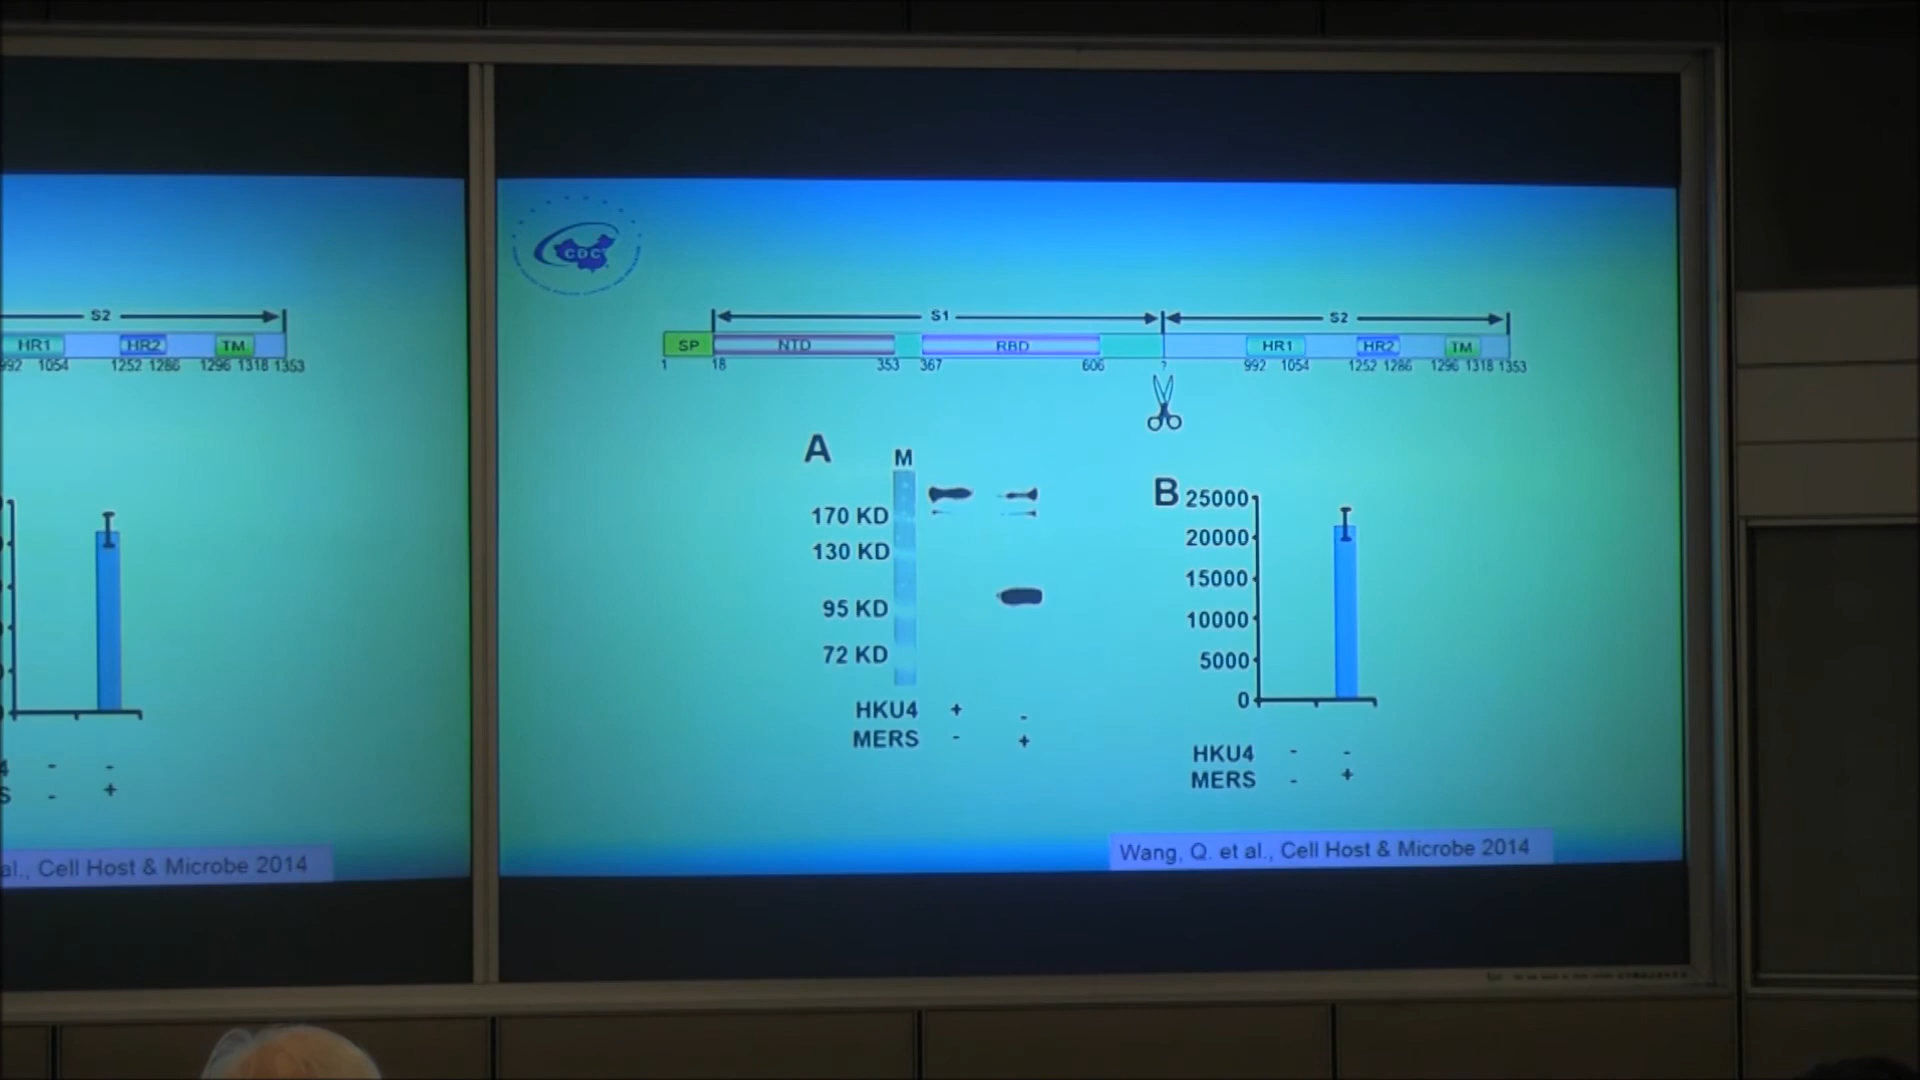 S2
HR1 HR2 TM
992 1054 1252 1286 1296 1318 1353
- -
- +
al., Cell Host & Microbe 2014
CDC
S1 S2
SP NTD RBD HR1 HR2 TM
1 18 353 367 606 ? 992 1054 1252 1286 1296 1318 1353
A
M
170 KD
130 KD
95 KD
72 KD
HKU4 + -
MERS - +
B
25000
20000
15000
10000
5000
0
HKU4 - -
MERS - +
Wang, Q. et al., Cell Host & Microbe 2014